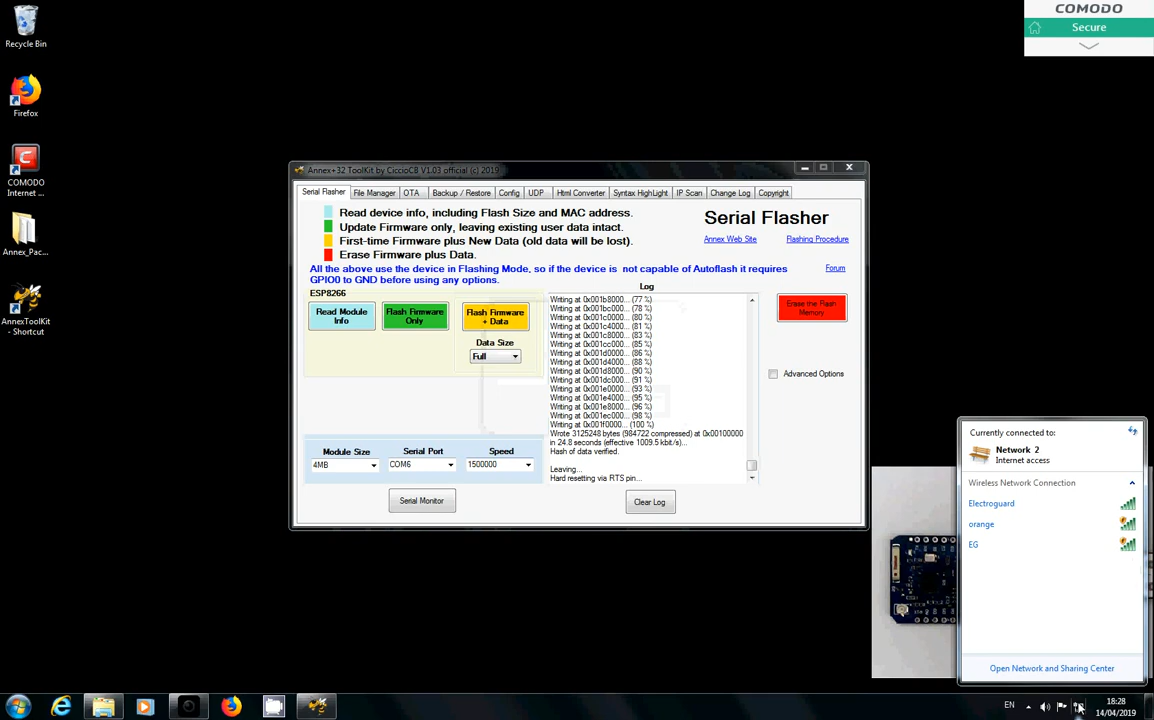 Recycle Bin
Firefox
COMODO
Internet ...
Annex_Pac...
AnnexToolKit
- Shortcut
COMODO
Secure
Annex+32 ToolKit by CiccioCB V1.03 official (c) 2019
Serial Flasher
File Manager
OTA
Backup / Restore
Config
UDP
Html Converter
Syntax HighLight
IP Scan
Change Log
Copyright
Read device info, including Flash Size and MAC address.
Update Firmware only, leaving existing user data intact.
First-time Firmware plus New Data (old data will be lost).
Erase Firmware plus Data.
Serial Flasher
Annex Web Site
Flashing Procedure
All the above use the device in Flashing Mode, so if the device is not capable of Autoflash it requires
GPIO0 to GND before using any options.
Forum
ESP8266
Read Module
Info
Flash Firmware
Only
Flash Firmware
+ Data
Data Size
Full
Log
Writing at 0x001b8000... (77 %)
Writing at 0x001bc000... (78 %)
Writing at 0x001c0000... (80 %)
Writing at 0x001c4000... (81 %)
Writing at 0x001c8000... (83 %)
Writing at 0x001cc000... (85 %)
Writing at 0x001d0000... (86 %)
Writing at 0x001d4000... (88 %)
Writing at 0x001d8000... (90 %)
Writing at 0x001dc000... (91 %)
Writing at 0x001e0000... (93 %)
Writing at 0x001e4000... (95 %)
Writing at 0x001e8000... (96 %)
Writing at 0x001ec000... (98 %)
Writing at 0x001f0000... (100 %)
Wrote 3125248 bytes (984722 compressed) at 0x00100000
in 24.8 seconds (effective 1009.5 kbit/s)...
Hash of data verified.
Leaving...
Hard resetting via RTS pin...
Erase the Flash
Memory
Advanced Options
Module Size
4MB
Serial Port
COM6
Speed
1500000
Serial Monitor
Clear Log
Currently connected to:
Network 2
Internet access
Wireless Network Connection
Electroguard
orange
EG
Open Network and Sharing Center
EN
18:28
14/04/2019